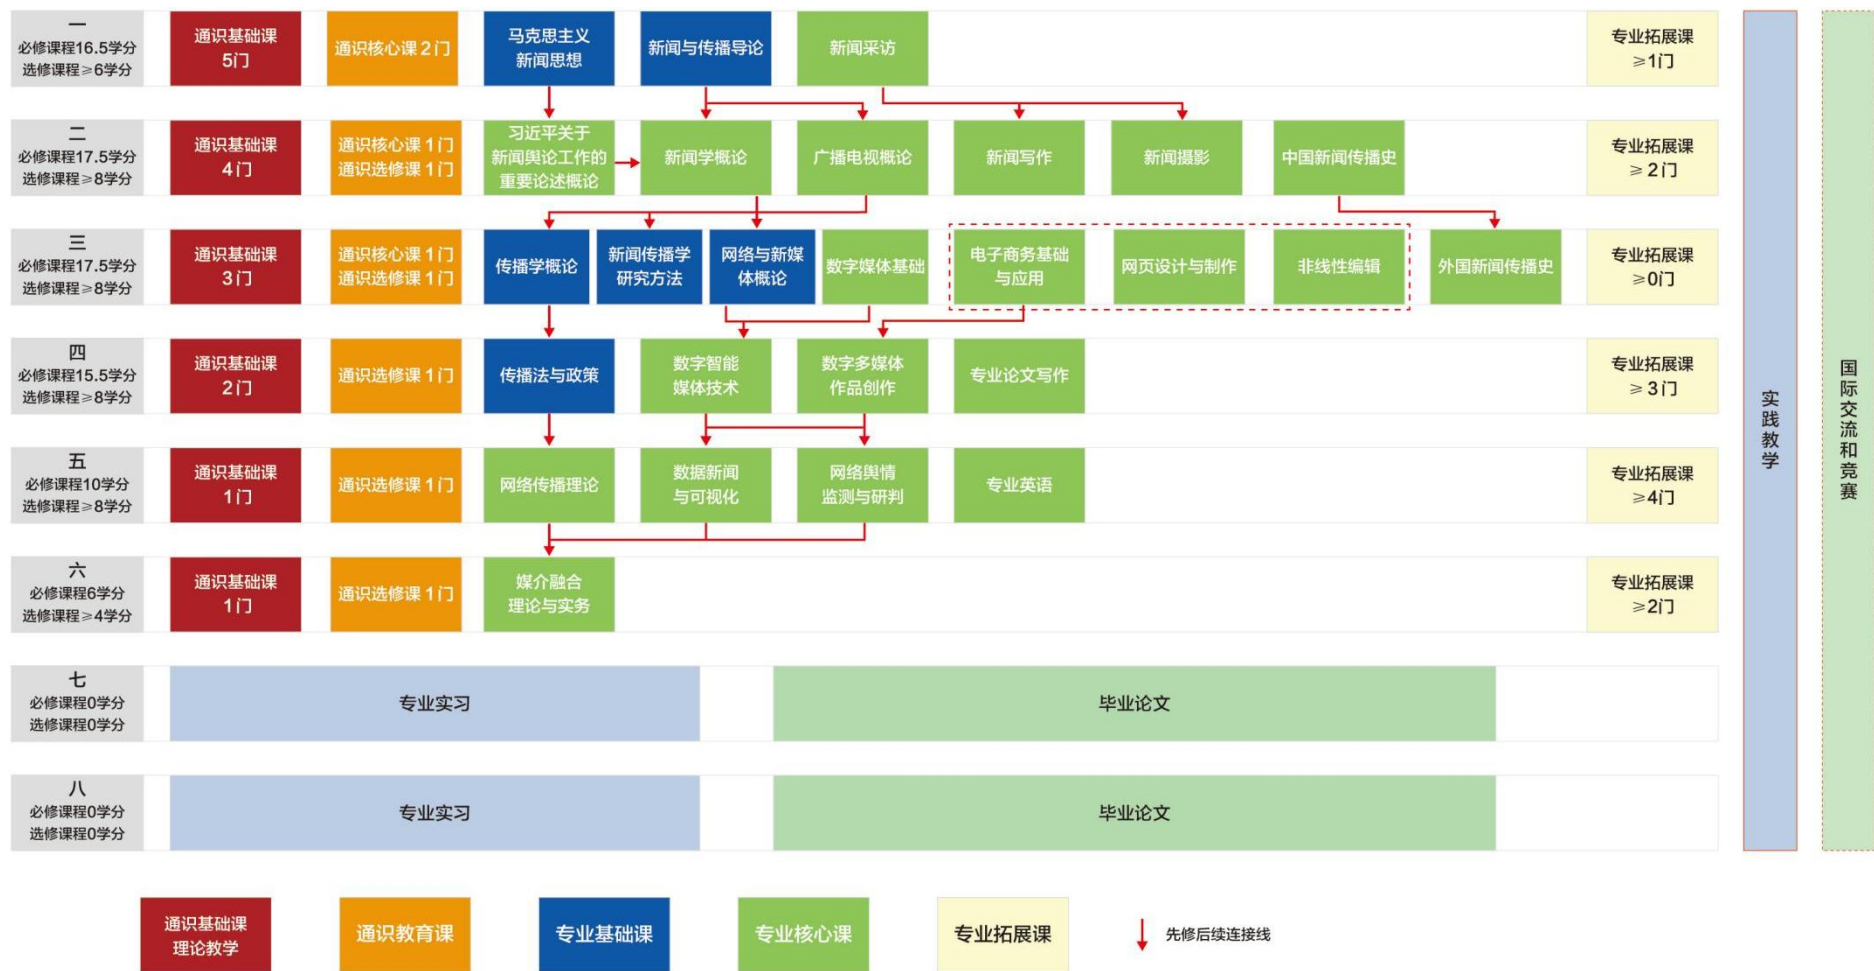 一
必修课程16.5学分
选修课程≥6学分
通识基础课
5门
通识核心课 2 门
马克思主义
新闻思想
新闻与传播导论
新闻采访
专业拓展课
≥1门
二
必修课程17.5学分
选修课程≥8学分
通识基础课
4门
通识核心课 1 门
通识选修课 1 门
习近平关于
新闻舆论工作的
重要论述概论
新闻学概论
广播电视概论
新闻写作
新闻摄影
中国新闻传播史
专业拓展课
≥ 2门
三
必修课程17.5学分
选修课程≥8学分
通识基础课
3门
通识核心课 1 门
通识选修课 1 门
传播学概论
新闻传播学
研究方法
网络与新媒
体概论
数字媒体基础
电子商务基础
与应用
网页设计与制作
非线性编辑
外国新闻传播史
专业拓展课
≥0门
四
必修课程15.5学分
选修课程≥8学分
通识基础课
2门
通识选修课 1 门
传播法与政策
数字智能
媒体技术
数字多媒体
作品创作
专业论文写作
专业拓展课
≥ 3门
五
必修课程10学分
选修课程≥8学分
通识基础课
1门
通识选修课 1 门
网络传播理论
数据新闻
与可视化
网络舆情
监测与研判
专业英语
专业拓展课
≥4门
六
必修课程6学分
选修课程≥4学分
通识基础课
1门
通识选修课 1 门
媒介融合
理论与实务
专业拓展课
≥2门
七
必修课程0学分
选修课程0学分
专业实习
毕业论文
八
必修课程0学分
选修课程0学分
专业实习
毕业论文
实践教学
国际交流和竞赛
通识基础课
理论教学
通识教育课
专业基础课
专业核心课
专业拓展课
先修后续连接线